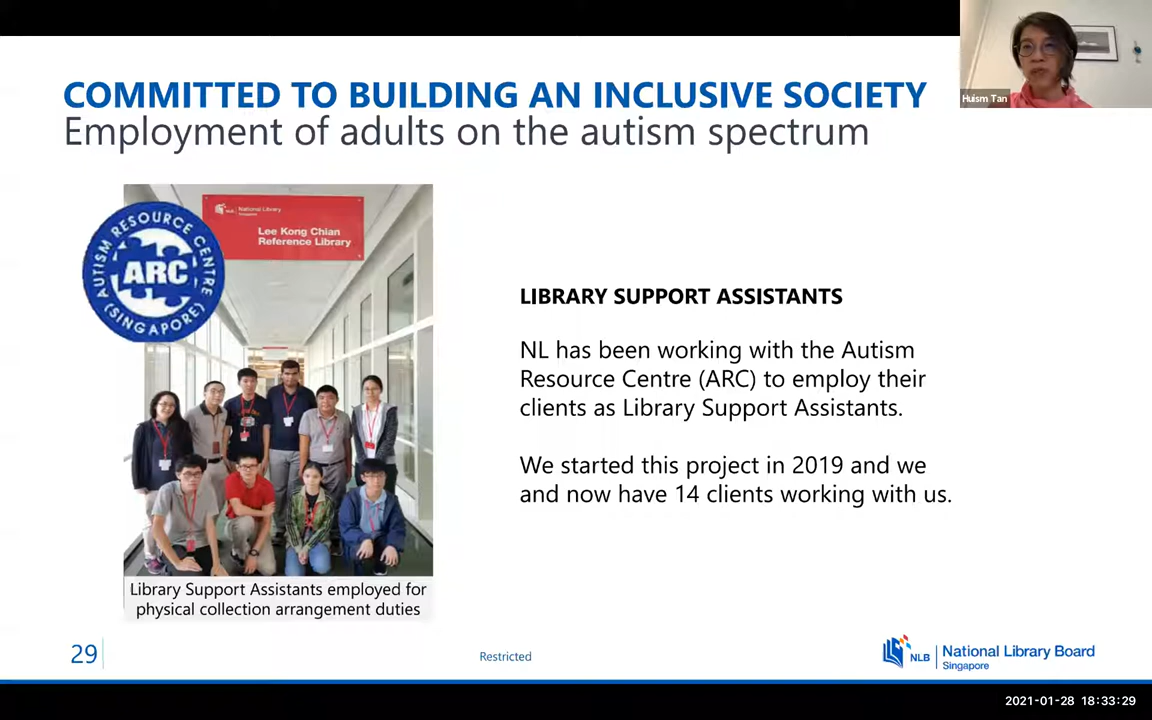 COMMITTED TO BUILDING AN INCLUSIVE SOCIETY
Employment of adults on the autism spectrum
Huism Tan
National Library
Singapore
Lee Kong Chian
Reference Library
AUTISM RESOURCE CENTRE
ARC
(SINGAPORE)
LIBRARY SUPPORT ASSISTANTS
NL has been working with the Autism
Resource Centre (ARC) to employ their
clients as Library Support Assistants.
We started this project in 2019 and we
and now have 14 clients working with us.
Library Support Assistants employed for
physical collection arrangement duties
29
Restricted
NLB
National Library Board
Singapore
2021-01-28 18:33:29